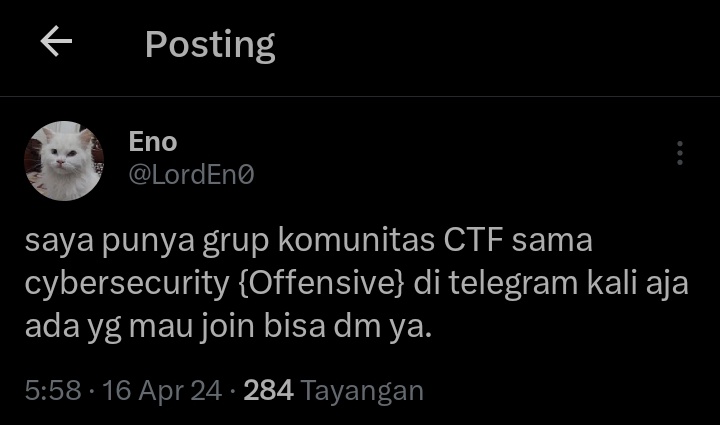 Posting
Eno
@LordEn0
saya punya grup komunitas CTF sama
cybersecurity {Offensive} di telegram kali aja
ada yg mau join bisa dm ya.
5:58 · 16 Apr 24 · 284 Tayangan